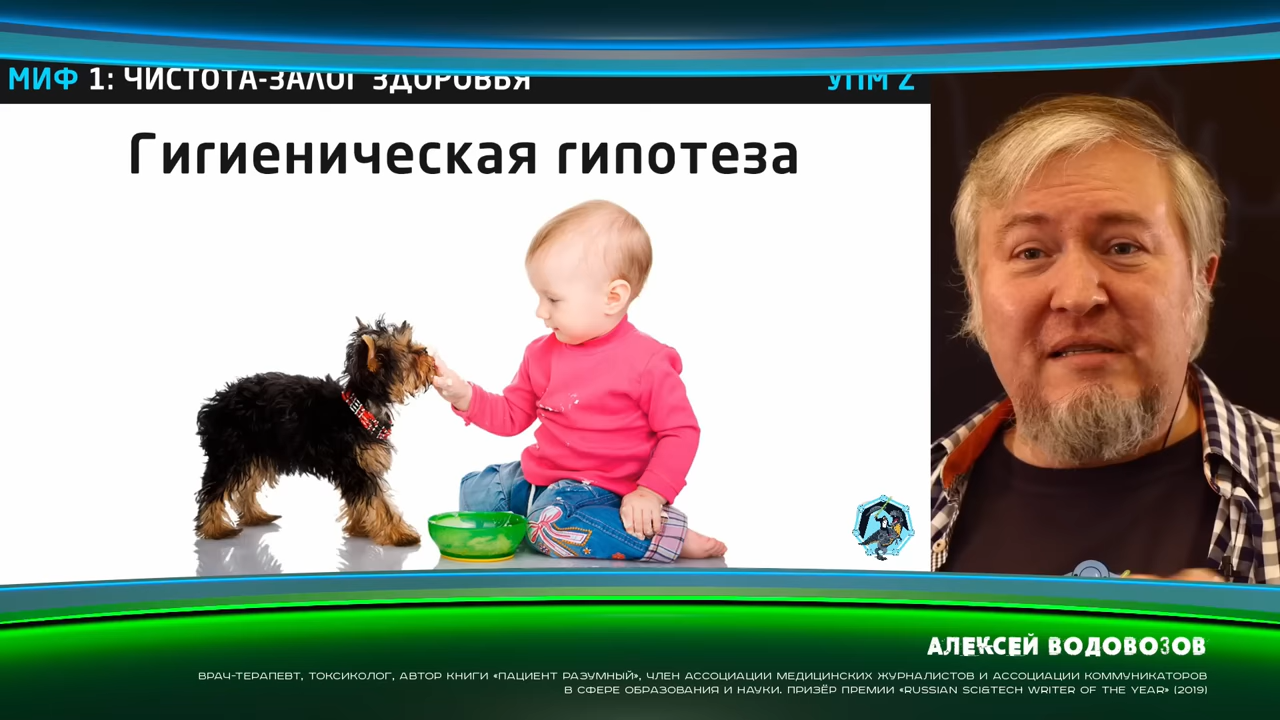 МИФ 1: ЧИСТОТА-ЗАЛОГ ЗДОРОВЬЯ
УПМ 2
Гигиеническая гипотеза
АЛЕКСЕЙ ВОДОВОЗОВ
ВРАЧ-ТЕРАПЕВТ, ТОКСИКОЛОГ, АВТОР КНИГИ «ПАЦИЕНТ РАЗУМНЫЙ», ЧЛЕН АССОЦИАЦИИ МЕДИЦИНСКИХ ЖУРНАЛИСТОВ И АССОЦИАЦИИ КОММУНИКАТОРОВ
В СФЕРЕ ОБРАЗОВАНИЯ И НАУКИ. ПРИЗЁР ПРЕМИИ «RUSSIAN SCI&TECH WRITER OF THE YEAR» (2019)